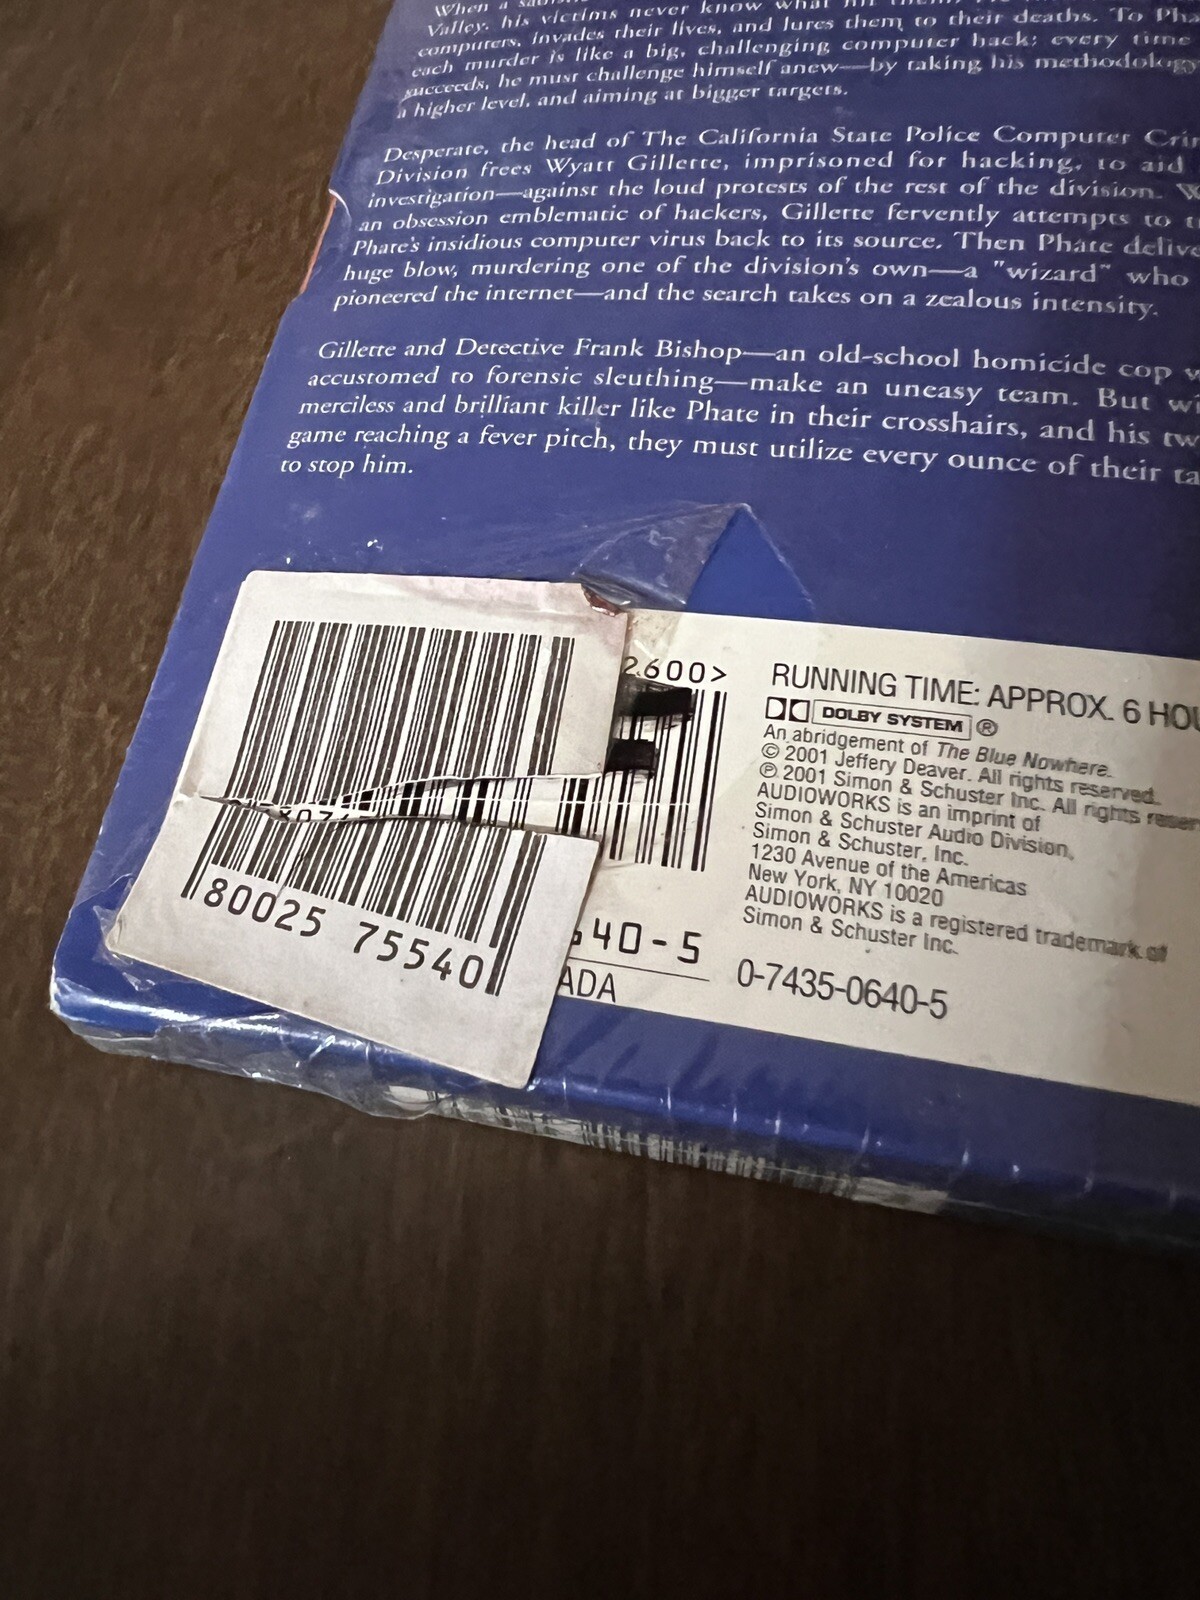 Valley, his victims never know what
computers, invades their lives, and lures them to their deaths. To Pha
each murder is like a big, challenging computer hack; every time
succeeds, he must challenge himself anew—by taking his methodology
a higher level, and aiming at bigger targets.
Desperate, the head of The California State Police Computer Crim
Division frees Wyatt Gillette, imprisoned for hacking, to aid
investigation—against the loud protests of the rest of the division. W
an obsession emblematic of hackers, Gillette fervently attempts to t
Phate's insidious computer virus back to its source. Then Phate delive
huge blow, murdering one of the division's own—a "wizard" who
pioneered the internet—and the search takes on a zealous intensity.
Gillette and Detective Frank Bishop—an old-school homicide cop
accustomed to forensic sleuthing—make an uneasy team. But wi
merciless and brilliant killer like Phate in their crosshairs, and his tw
game reaching a fever pitch, they must utilize every ounce of their ta
to stop him.
2600>
80025 75540
40-5
ADA
RUNNING TIME: APPROX. 6 HOU
DOLBY SYSTEM ®
An abridgement of The Blue Nowhere.
© 2001 Jeffery Deaver. All rights reserved.
℗ 2001 Simon & Schuster Inc. All rights reser
AUDIOWORKS is an imprint of
Simon & Schuster Audio Division,
Simon & Schuster, Inc.
1230 Avenue of the Americas
New York, NY 10020
AUDIOWORKS is a registered trademark of
Simon & Schuster Inc.
0-7435-0640-5